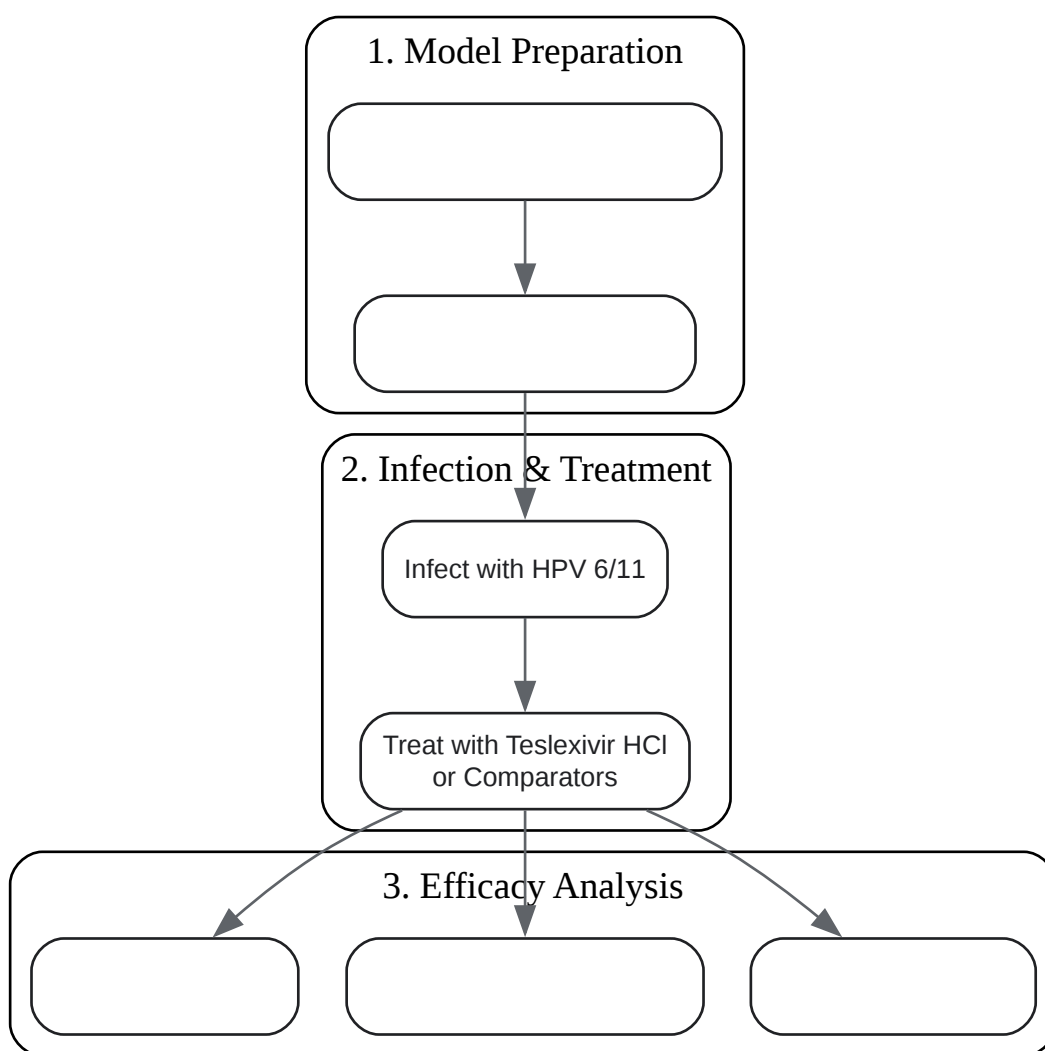 1. Model Preparation
2. Infection & Treatment
Infect with HPV 6/11
Treat with Teslexivir HCl
or Comparators
3. Efficacy Analysis